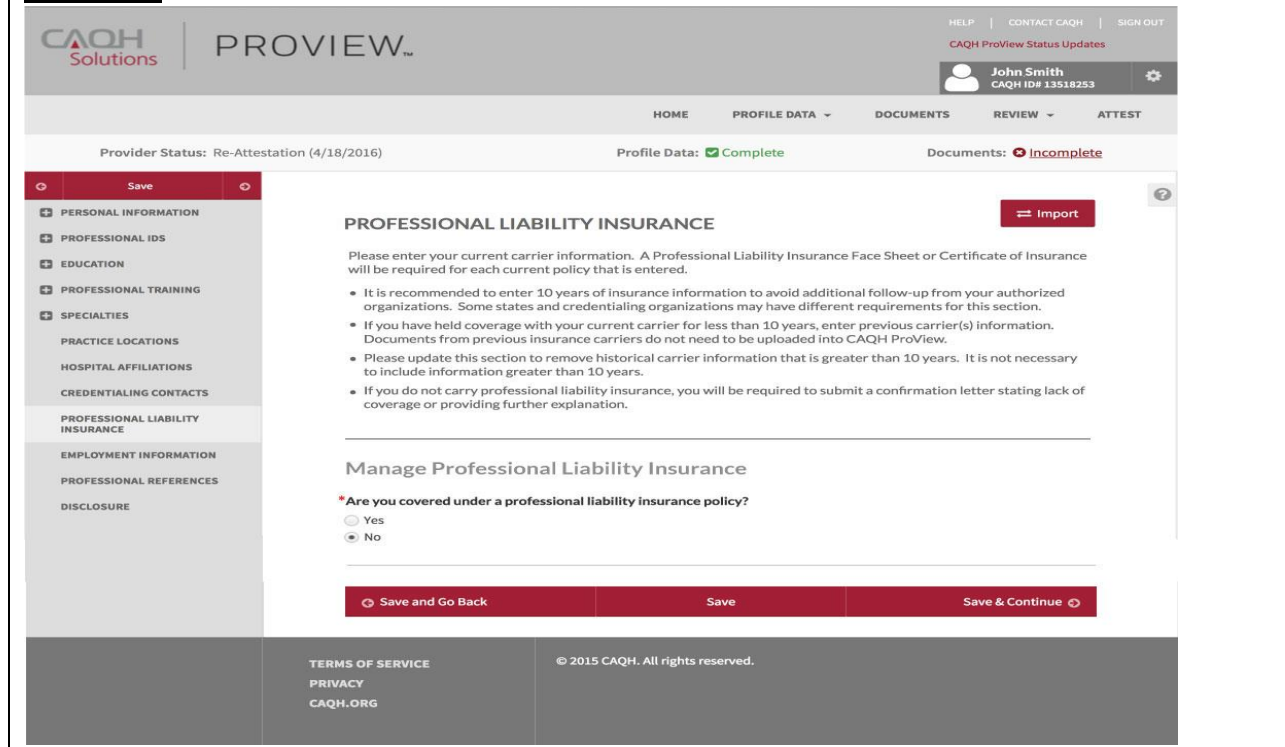 CAQH
Solutions
PROVIEW™
HELP | CONTACT CAQH | SIGN OUT
CAQH ProView Status Updates
John Smith
CAQH ID# 13518253
HOME PROFILE DATA DOCUMENTS REVIEW ATTEST
Provider Status: Re-Attestation (4/18/2016) Profile Data: Complete Documents: Incomplete
Save
PERSONAL INFORMATION
PROFESSIONAL IDS
EDUCATION
PROFESSIONAL TRAINING
SPECIALTIES
PRACTICE LOCATIONS
HOSPITAL AFFILIATIONS
CREDENTIALING CONTACTS
PROFESSIONAL LIABILITY
INSURANCE
EMPLOYMENT INFORMATION
PROFESSIONAL REFERENCES
DISCLOSURE
?
Import
PROFESSIONAL LIABILITY INSURANCE
Please enter your current carrier information. A Professional Liability Insurance Face Sheet or Certificate of Insurance
will be required for each current policy that is entered.
• It is recommended to enter 10 years of insurance information to avoid additional follow-up from your authorized
organizations. Some states and credentialing organizations may have different requirements for this section.
• If you have held coverage with your current carrier for less than 10 years, enter previous carrier(s) information.
Documents from previous insurance carriers do not need to be uploaded into CAQH ProView.
• Please update this section to remove historical carrier information that is greater than 10 years. It is not necessary
to include information greater than 10 years.
• If you do not carry professional liability insurance, you will be required to submit a confirmation letter stating lack of
coverage or providing further explanation.
Manage Professional Liability Insurance
*Are you covered under a professional liability insurance policy?
Yes
No
Save and Go Back Save Save & Continue
TERMS OF SERVICE
PRIVACY
CAQH.ORG
© 2015 CAQH. All rights reserved.